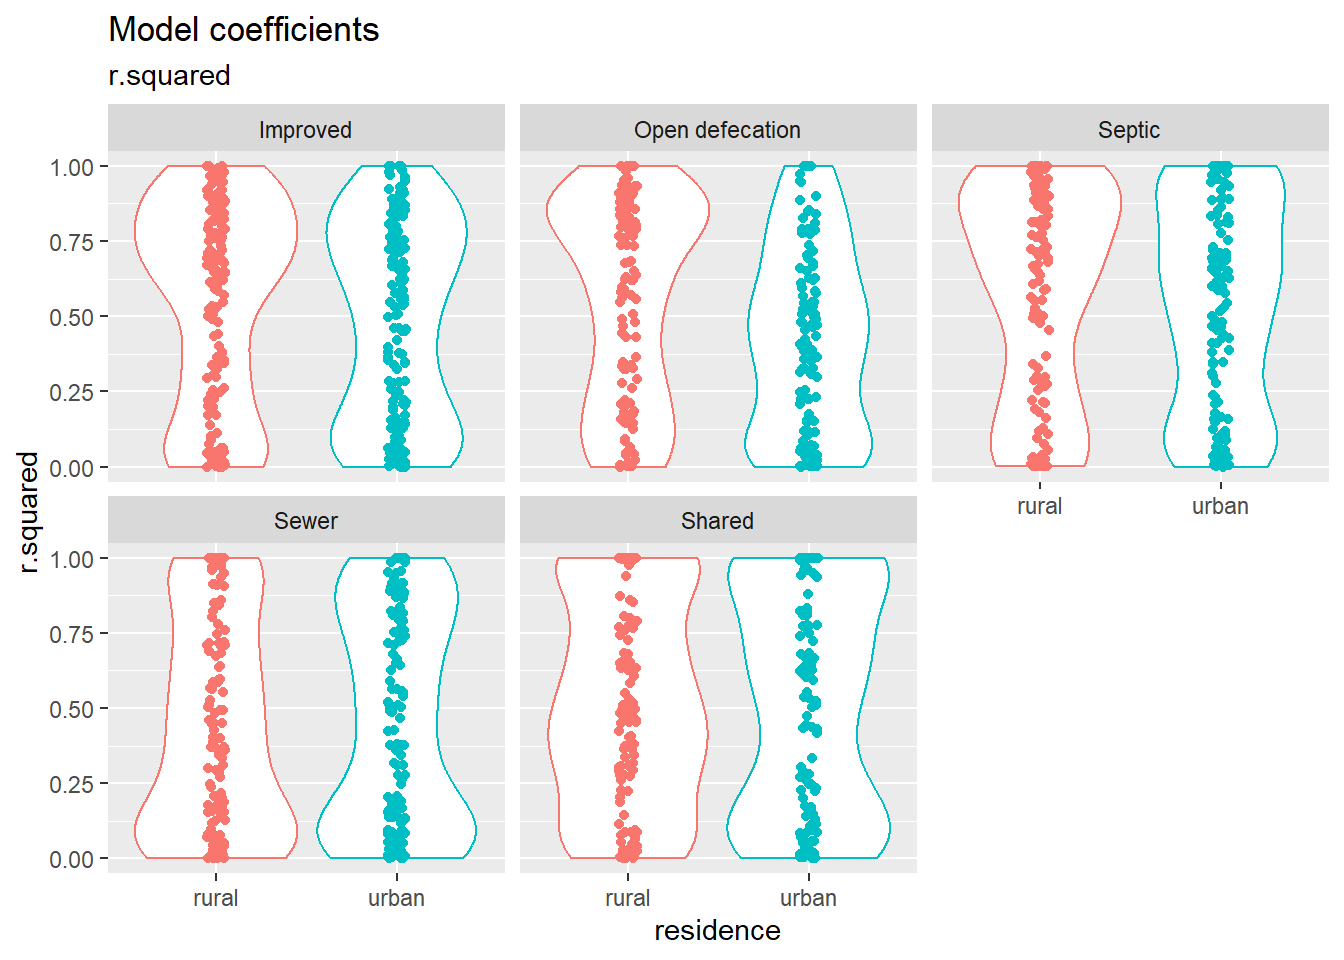 Model coefficients
r.squared
Improved
Open defecation
Septic
1.00
0.75
0.50
0.25
0.00
rural
urban
Sewer
Shared
1.00
0.75
0.50
0.25
0.00
rural
urban
rural
urban
residence
r.squared